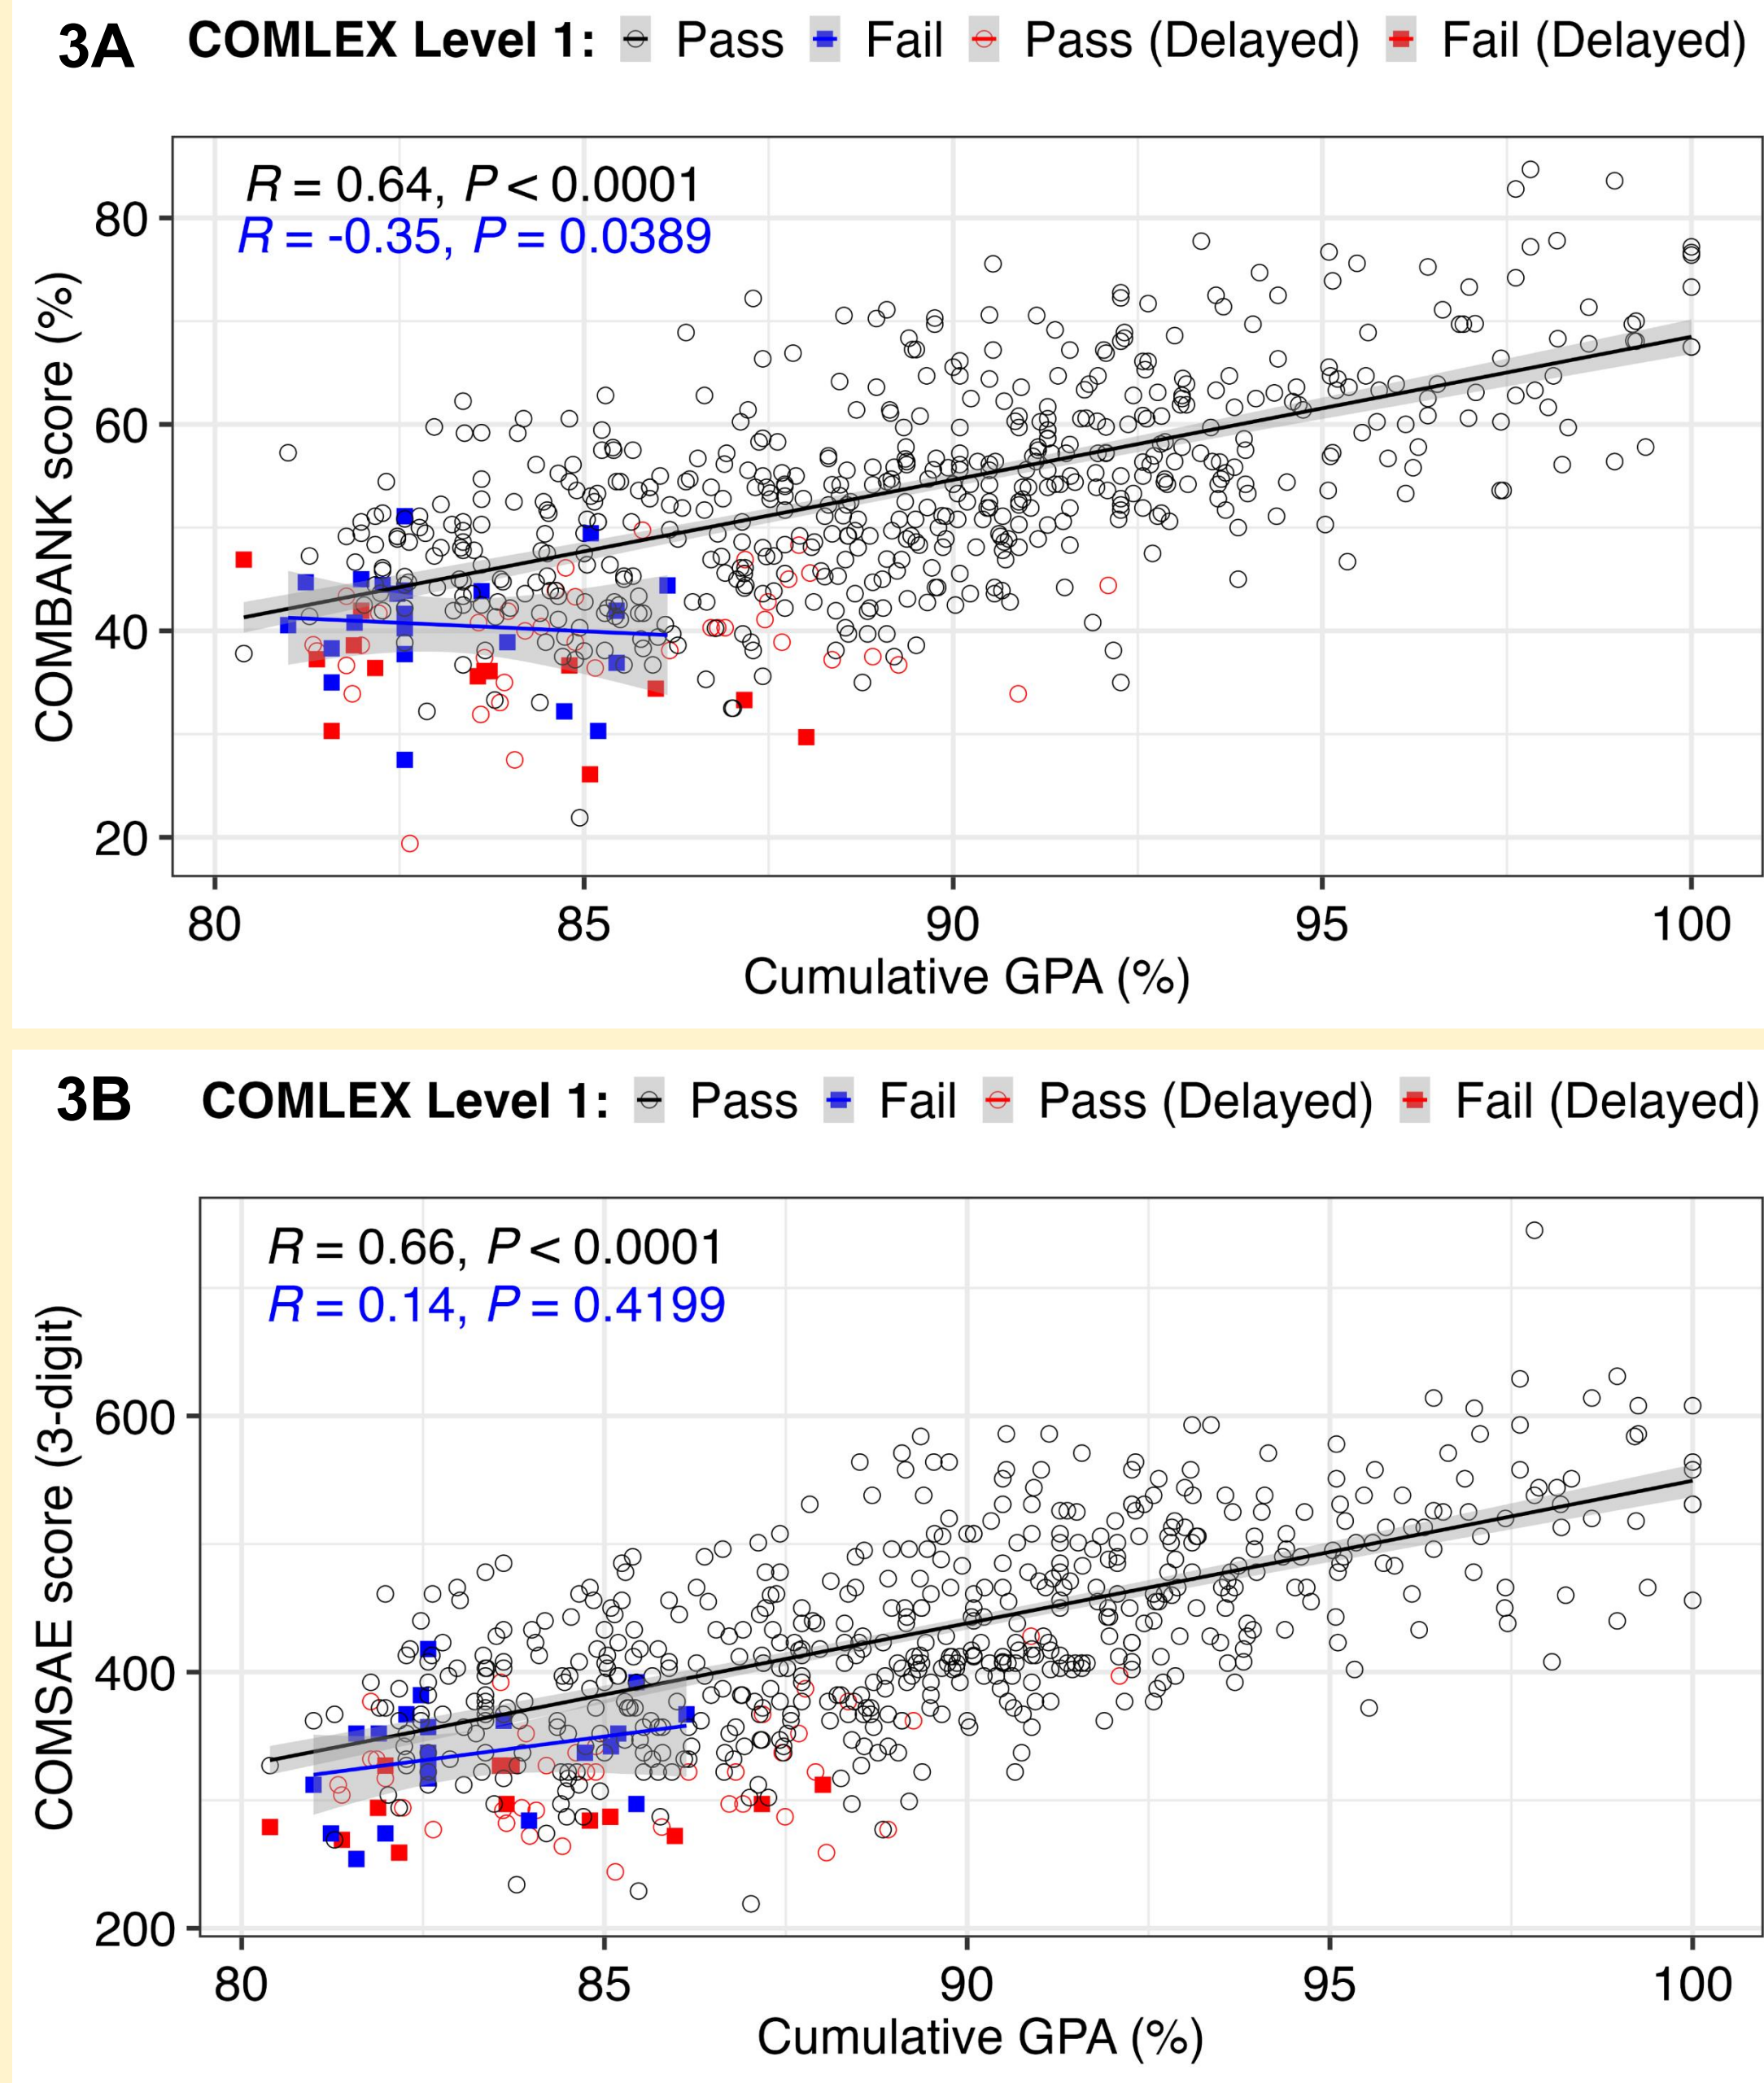 3A COMLEX Level 1: Pass Fail Pass (Delayed) Fail (Delayed)
R = 0.64, P < 0.0001
R = -0.35, P = 0.0389
80
60
40
20
COMBANK score (%)
80 85 90 95 100
Cumulative GPA (%)
3B COMLEX Level 1: Pass Fail Pass (Delayed) Fail (Delayed)
R = 0.66, P < 0.0001
R = 0.14, P = 0.4199
600
400
200
COMSAE score (3-digit)
80 85 90 95 100
Cumulative GPA (%)